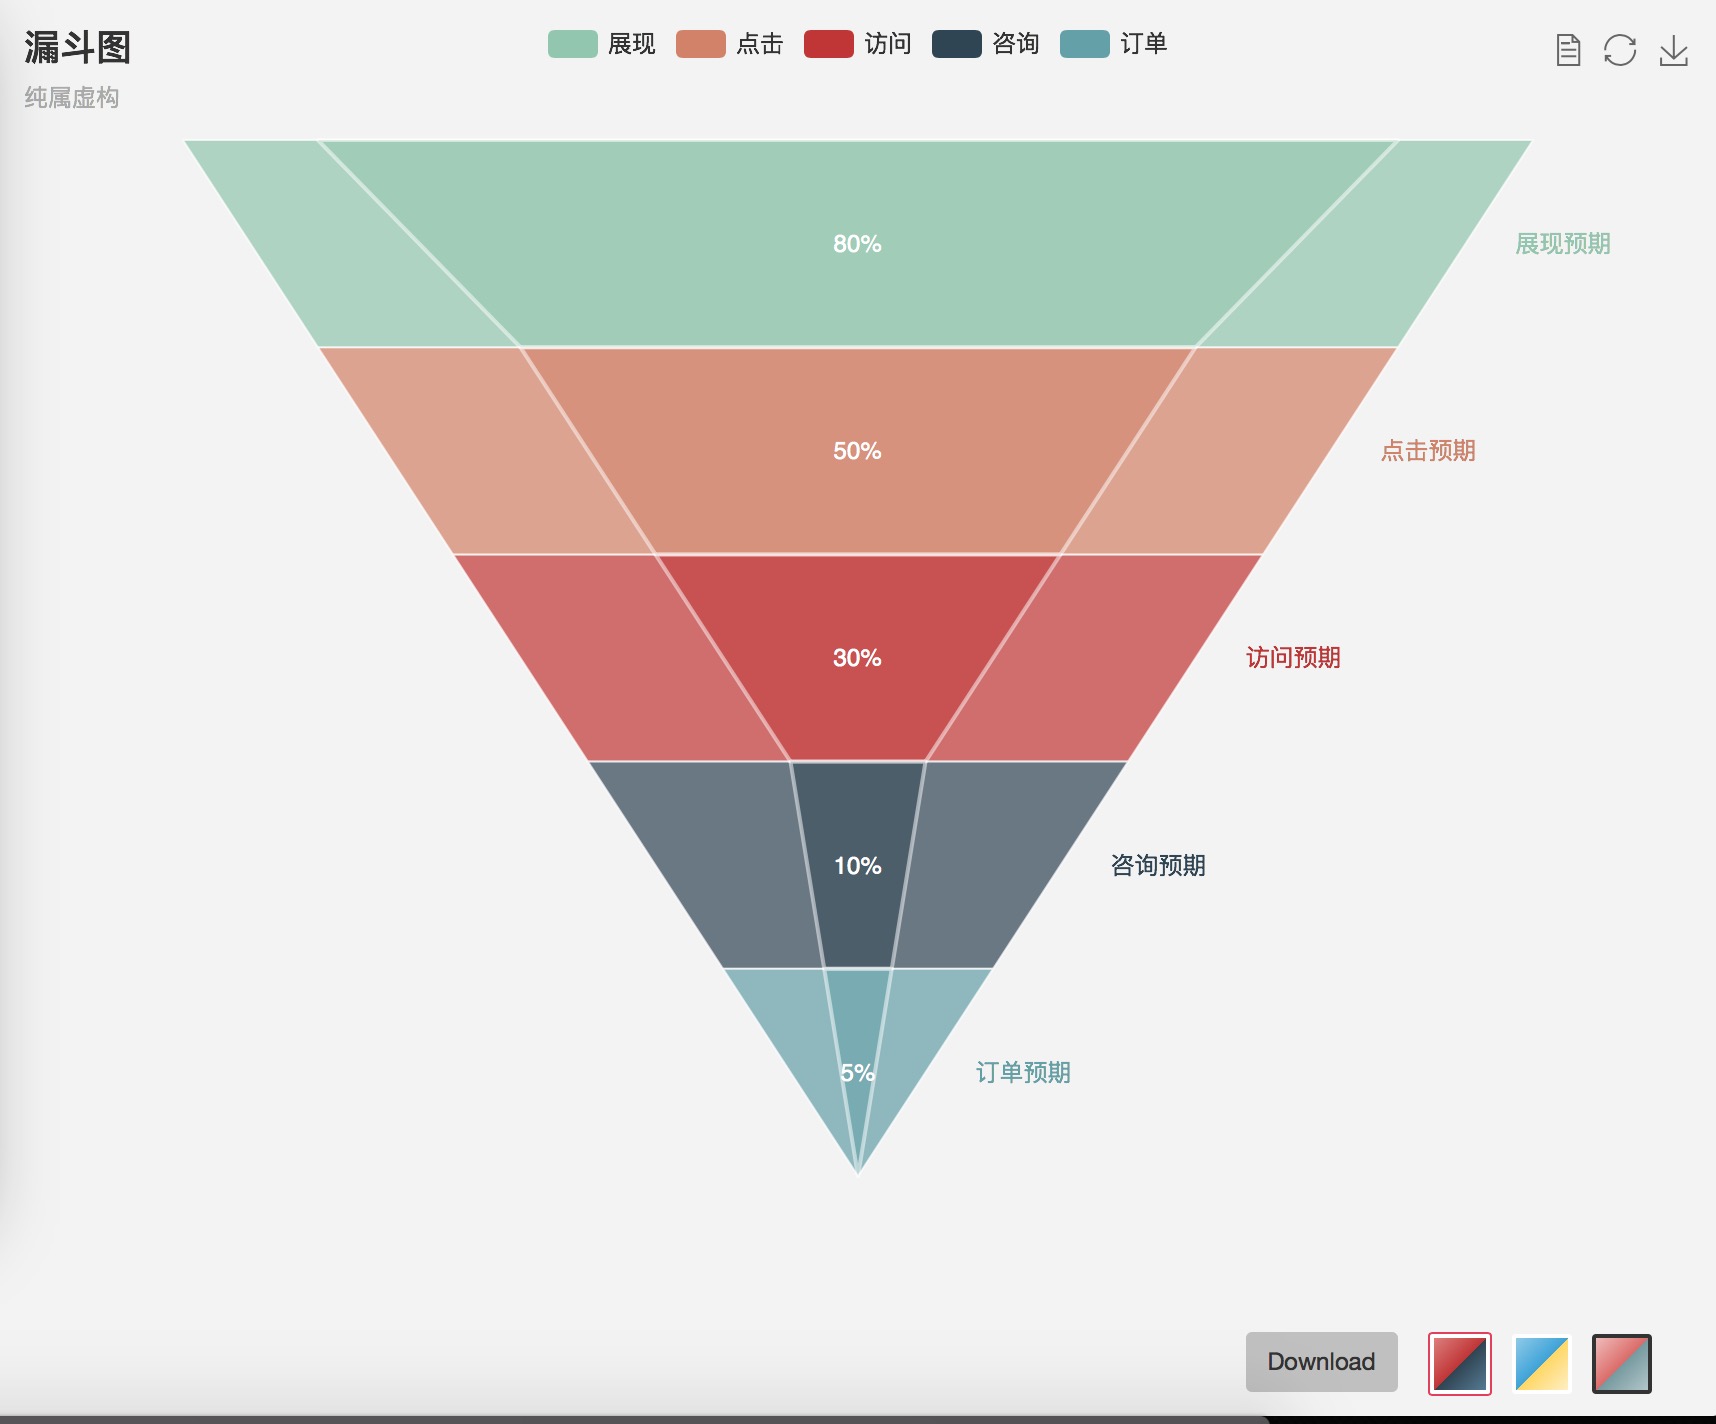 漏斗图
纯属虚构
展现 点击 访问 咨询 订单
80%
展现预期
50%
点击预期
30%
访问预期
10%
咨询预期
5%
订单预期
Download